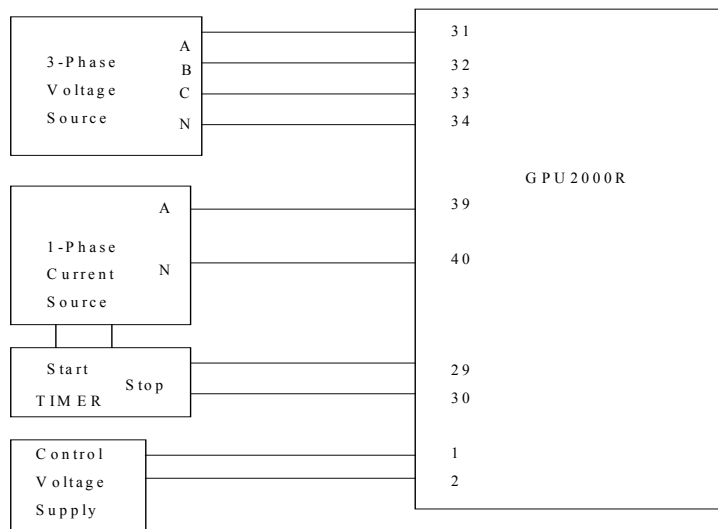 3-Phase
Voltage
Source
A
B
C
N
31
32
33
34
GPU2000R
1-Phase
Current
Source
A
N
39
40
Start
Stop
TIMER
29
30
Control
Voltage
Supply
1
2